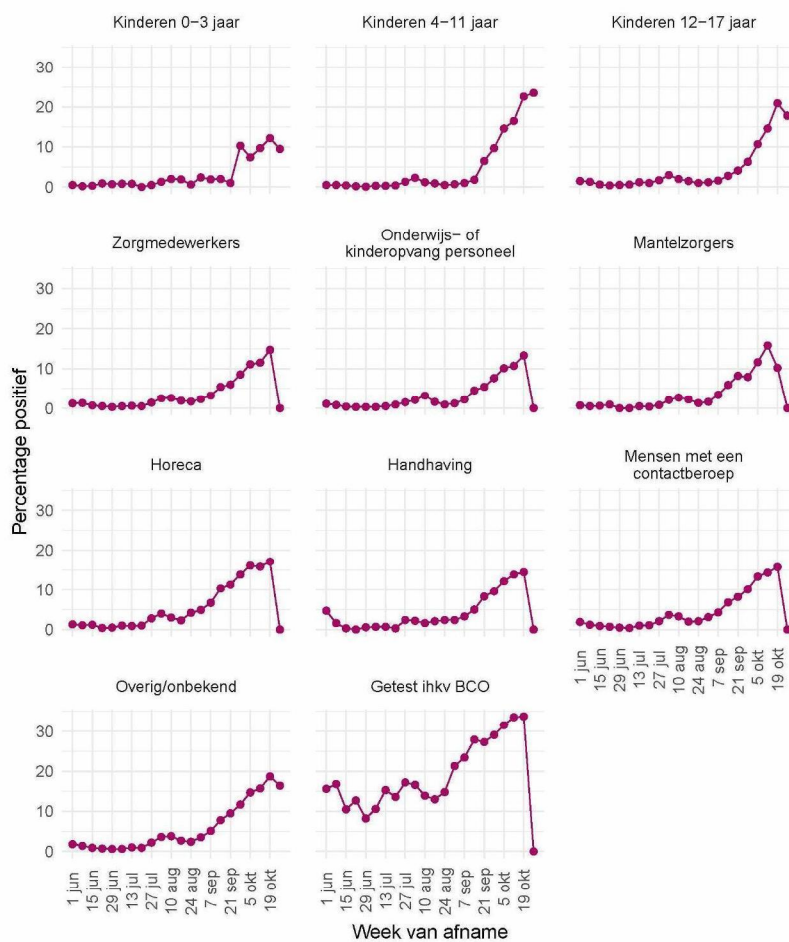 Kinderen 0−3 jaar
Kinderen 4−11 jaar
Kinderen 12−17 jaar
30
20
10
0
Zorgmedewerkers
Onderwijs− of
kinderopvang personeel
Mantelzorgers
30
20
10
0
Percentage positief
Horeca
Handhaving
Mensen met een
contactberoep
30
20
10
0
1 jun
15 jun
29 jun
13 jul
27 jul
10 aug
24 aug
7 sep
21 sep
5 okt
19 okt
Overig/onbekend
Getest ihkv BCO
30
20
10
0
1 jun
15 jun
29 jun
13 jul
27 jul
10 aug
24 aug
7 sep
21 sep
5 okt
19 okt
1 jun
15 jun
29 jun
13 jul
27 jul
10 aug
24 aug
7 sep
21 sep
5 okt
19 okt
Week van afname